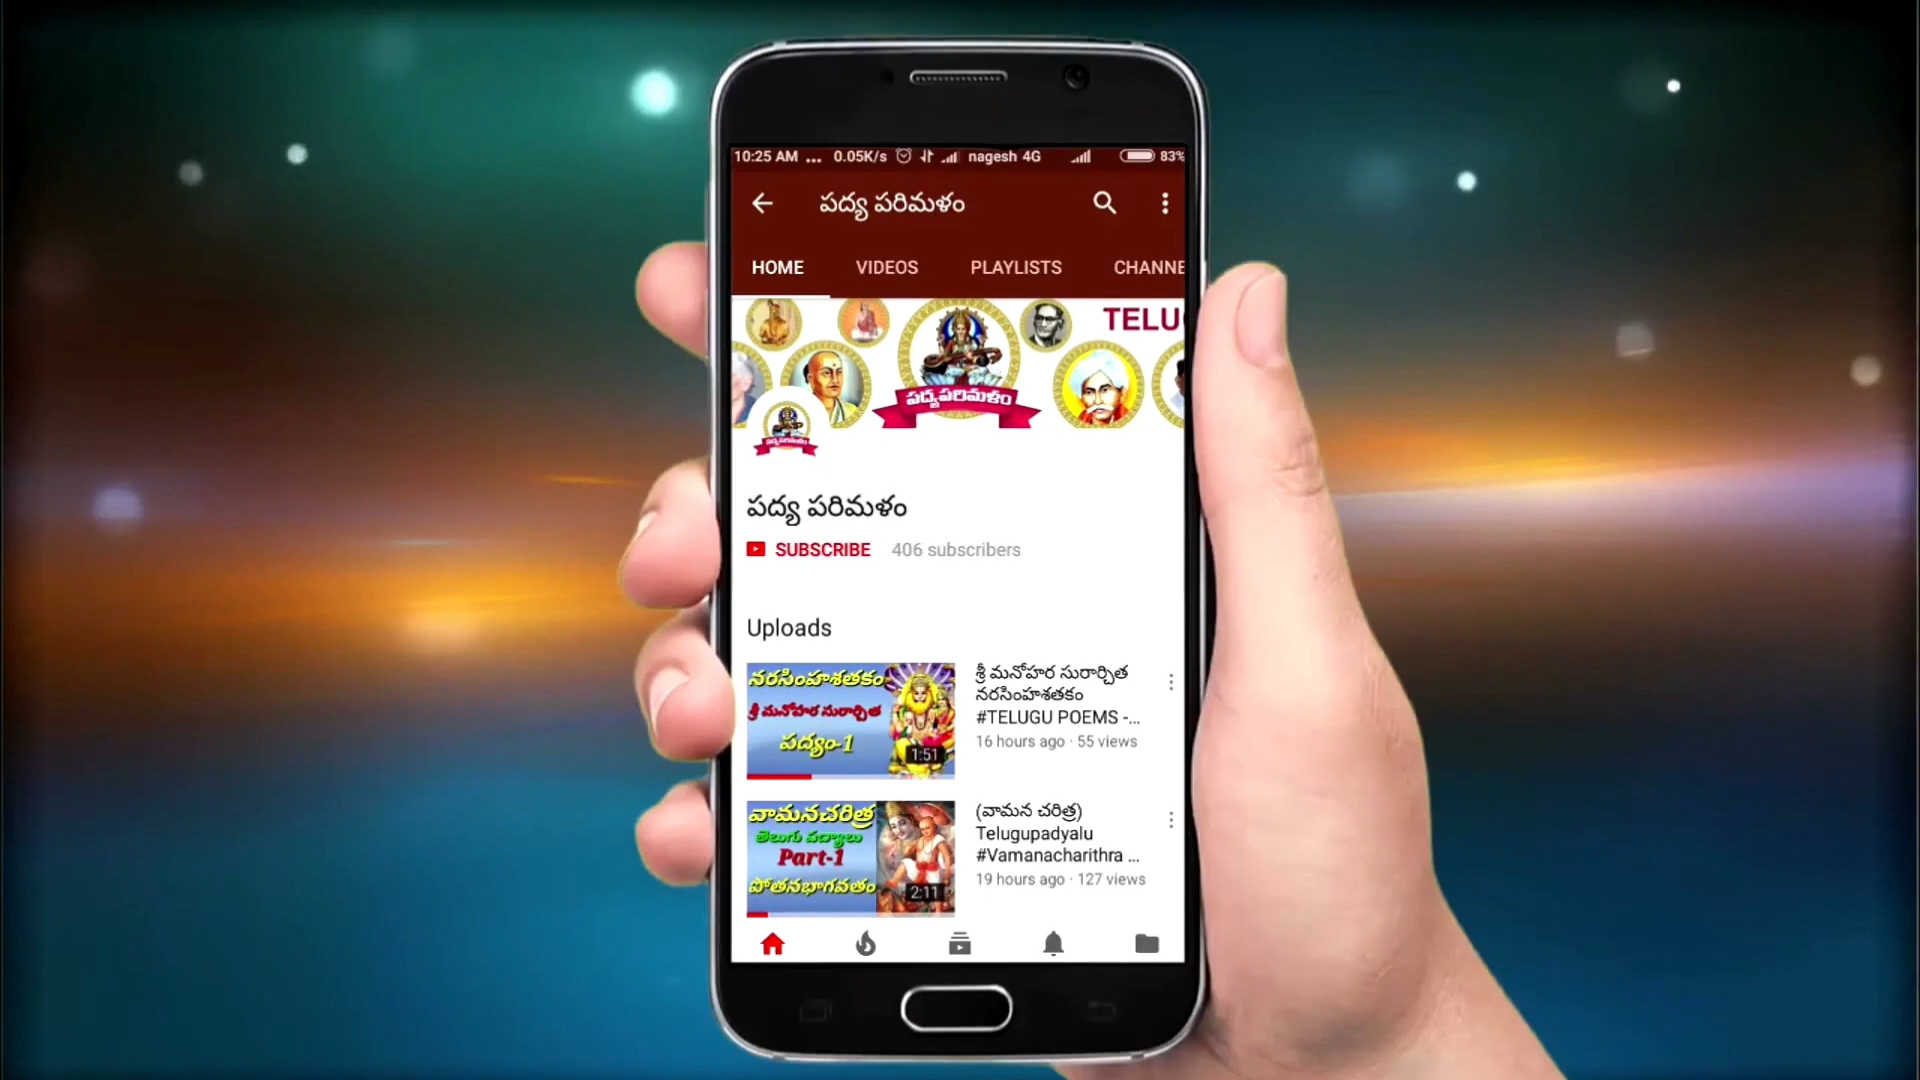 10:25 AM ... 0.05K/s nagesh 4G 83%
పద్య పరిమళం
HOME VIDEOS PLAYLISTS CHANNE
TELU
పద్యపరిమళం
పద్యపరిమళం
పద్య పరిమళం
SUBSCRIBE 406 subscribers
Uploads
నరసింహశతకం
శ్రీ మనోహర సురార్చిత
పద్యం-1
1:51
శ్రీ మనోహర సురార్చిత
నరసింహశతకం
#TELUGU POEMS -...
16 hours ago · 55 views
వామనచరిత్ర
తెలుగు పద్యాలు
Part-1
పోతనభాగవతం
2:11
(వామన చరిత్ర)
Telugupadyalu
#Vamanacharithra ...
19 hours ago · 127 views